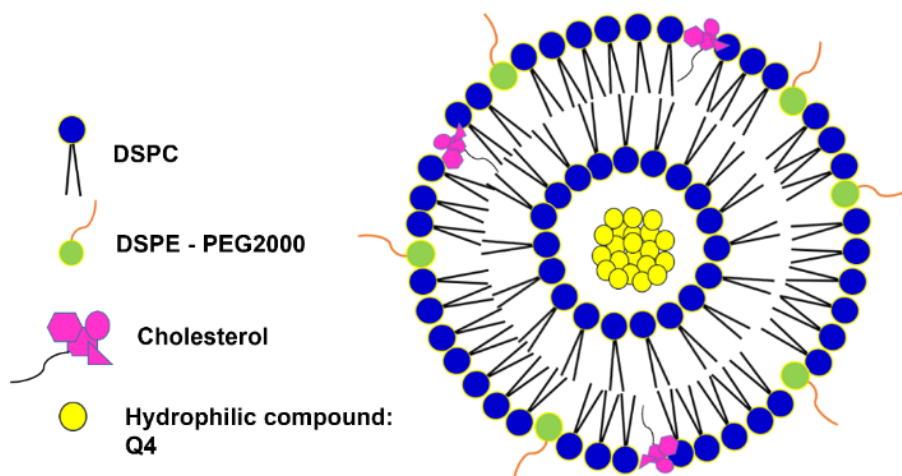 DSPC
DSPE - PEG2000
Cholesterol
Hydrophilic compound:
Q4